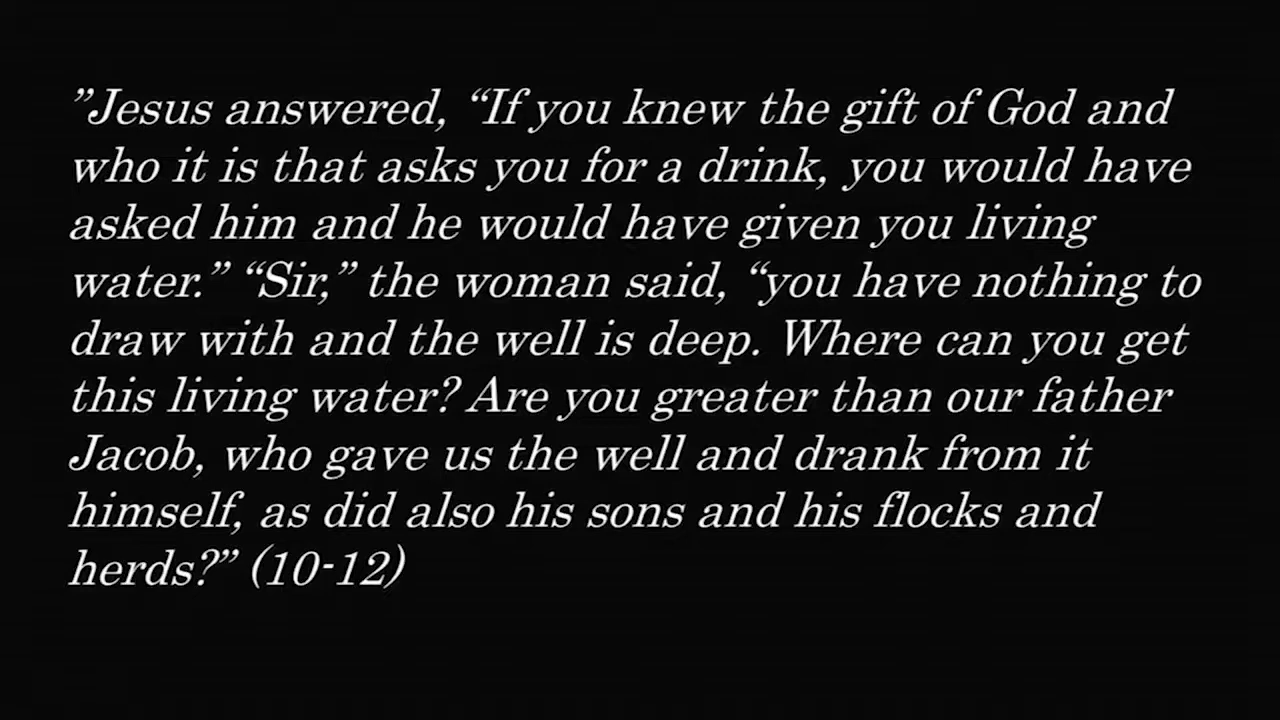 ”Jesus answered, “If you knew the gift of God and
who it is that asks you for a drink, you would have
asked him and he would have given you living
water.” “Sir,” the woman said, “you have nothing to
draw with and the well is deep. Where can you get
this living water? Are you greater than our father
Jacob, who gave us the well and drank from it
himself, as did also his sons and his flocks and
herds?” (10-12)